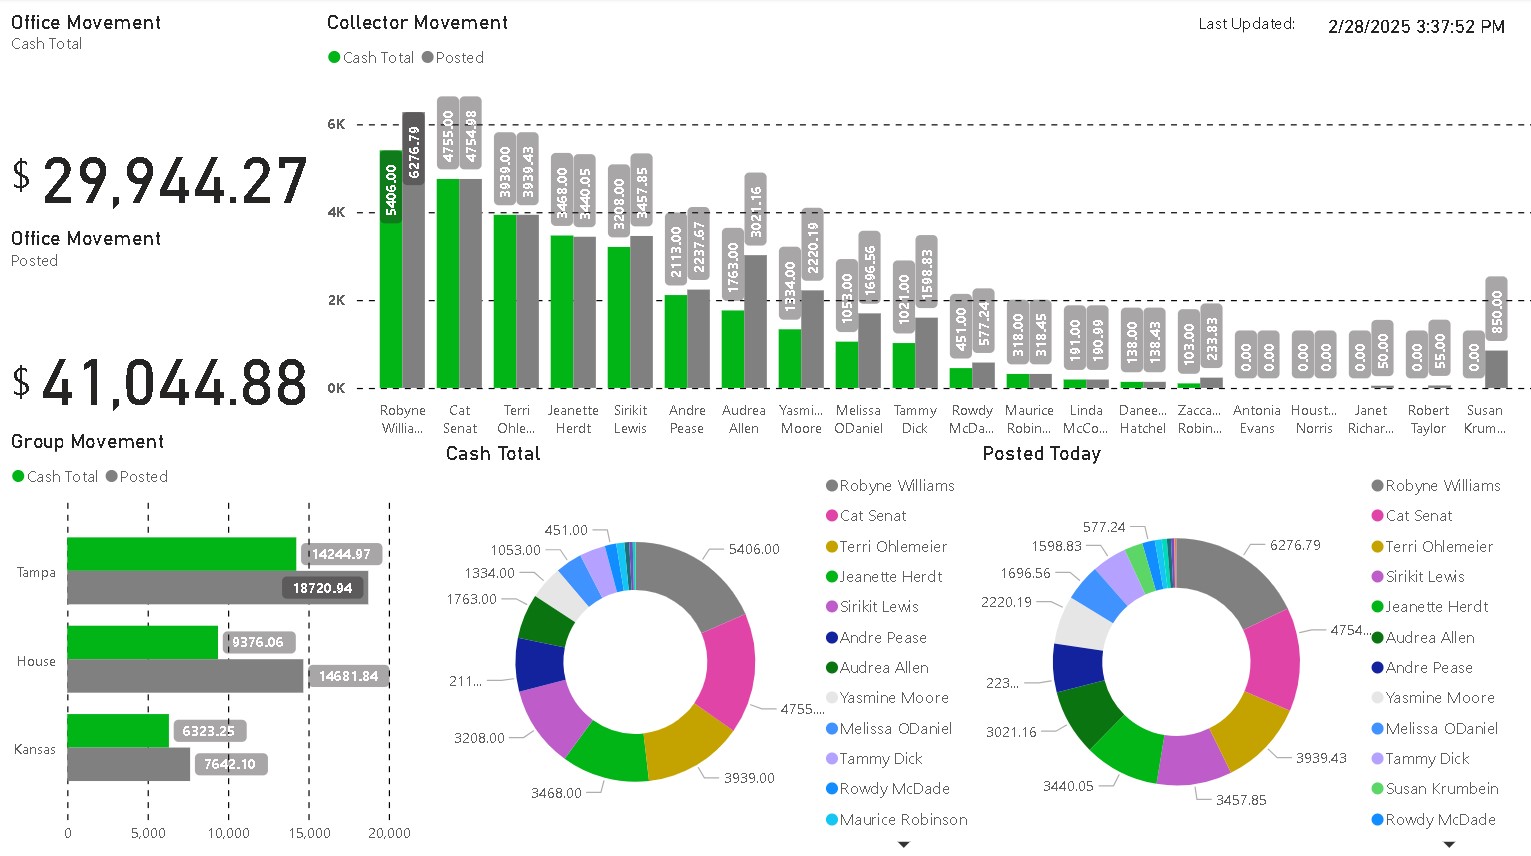 Office Movement
Cash Total
$ 29,944.27
Office Movement
Posted
$ 41,044.88
Collector Movement
Cash Total Posted
Last Updated: 2/28/2025 3:37:52 PM
6K
4K
2K
0K
5406.00 6276.79
4755.00 4754.98
3939.00 3939.43
3468.00 3440.05
3208.00 3457.85
2113.00 2237.67
1763.00 3021.16
1334.00 2220.19
1053.00 1696.56
1021.00 1598.83
451.00 577.24
318.00 318.45
191.00 190.99
138.00 138.43
103.00 233.83
0.00 0.00
0.00 0.00
0.00 50.00
0.00 55.00
0.00 850.00
Robyne Willia...
Cat Senat
Terri Ohle...
Jeanette Herdt
Sirikit Lewis
Andre Pease
Audrea Allen
Yasmi... Moore
Melissa ODaniel
Tammy Dick
Rowdy McDa...
Maurice Robin...
Linda McCo...
Danee... Hatchel
Zacca... Robin...
Antonia Evans
Houst... Norris
Janet Richar...
Robert Taylor
Susan Krum...
Group Movement
Cash Total Posted
Tampa
14244.97
18720.94
House
9376.06
14681.84
Kansas
6323.25
7642.10
0 5,000 10,000 15,000 20,000
Cash Total
451.00
1053.00
1334.00
1763.00
211...
3208.00
3468.00
3939.00
4755....
5406.00
Robyne Williams
Cat Senat
Terri Ohlemeier
Jeanette Herdt
Sirikit Lewis
Andre Pease
Audrea Allen
Yasmine Moore
Melissa ODaniel
Tammy Dick
Rowdy McDade
Maurice Robinson
Posted Today
577.24
1598.83
1696.56
2220.19
223...
3021.16
3440.05
3457.85
3939.43
4754...
6276.79
Robyne Williams
Cat Senat
Terri Ohlemeier
Sirikit Lewis
Jeanette Herdt
Audrea Allen
Andre Pease
Yasmine Moore
Melissa ODaniel
Tammy Dick
Susan Krumbein
Rowdy McDade